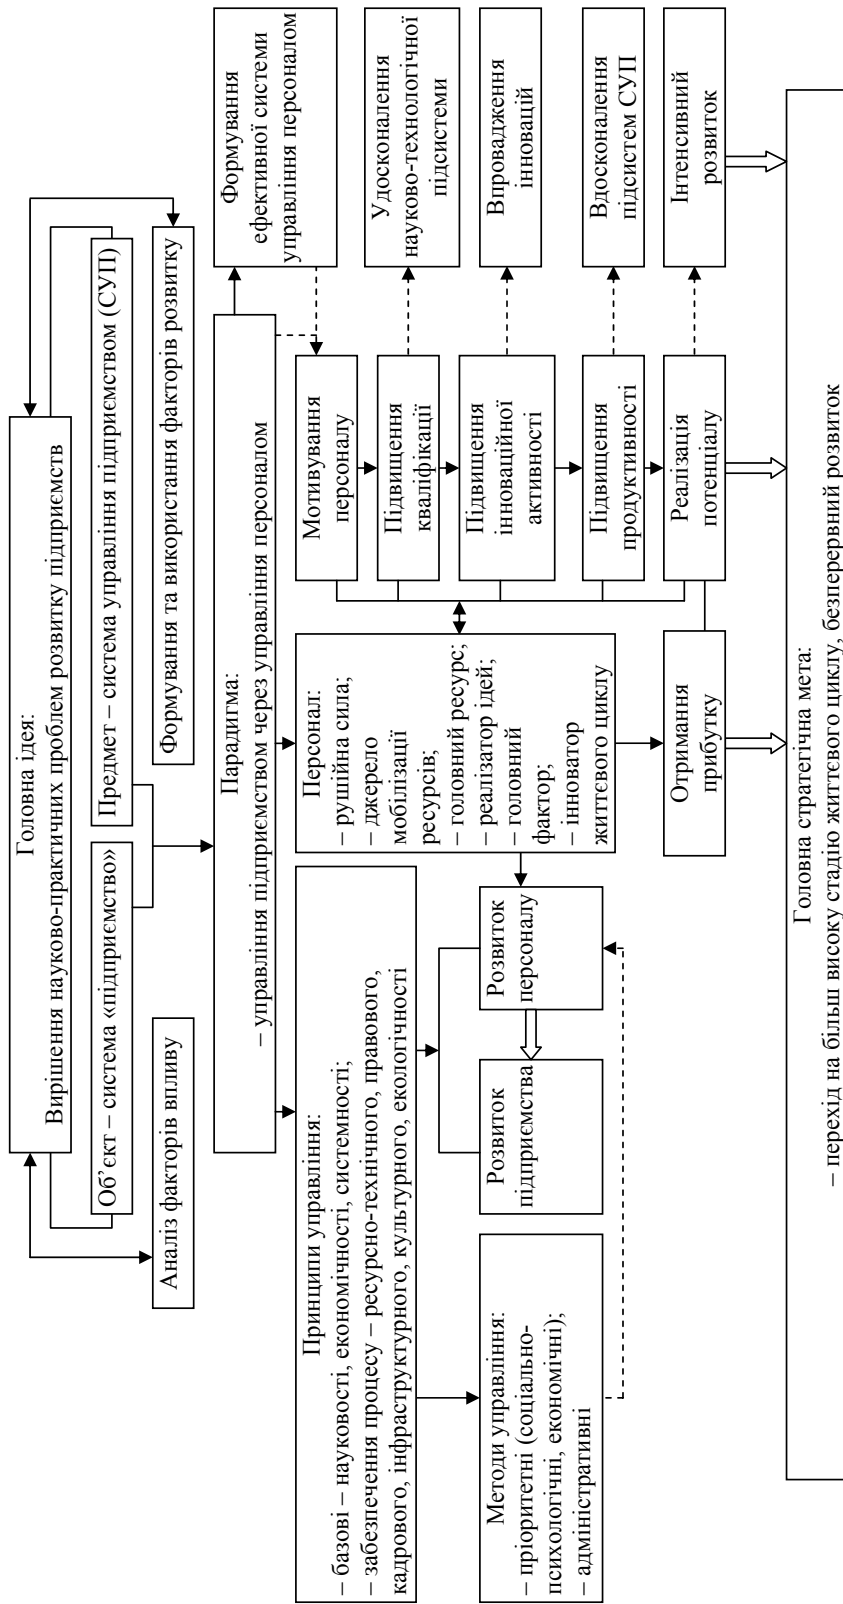 Головна ідея:
Вирішення науково-практичних проблем розвитку підприємств
Об’єкт – система «підприємство»
Предмет – система управління підприємством (СУП)
Аналіз факторів впливу
Формування та використання факторів розвитку
Парадигма:
– управління підприємством через управління персоналом
Формування
ефективної системи
управління персоналом
Принципи управління:
– базові – науковості, економічності, системності;
– забезпечення процесу – ресурсно-технічного, правового,
кадрового, інфраструктурного, культурного, екологічності
Персонал:
– рушійна сила;
– джерело
мобілізації
ресурсів;
– головний ресурс;
– реалізатор ідей;
– головний
фактор;
– інноватор
життєвого циклу
Мотивування
персоналу
Підвищення
кваліфікації
Удосконалення
науково-технологічної
підсистеми
Методи управління:
– пріоритетні (соціально-
психологічні, економічні);
– адміністративні
Розвиток
підприємства
Розвиток
персоналу
Підвищення
інноваційної
активності
Впровадження
інновацій
Підвищення
продуктивності
Вдосконалення
підсистем СУП
Отримання
прибутку
Реалізація
потенціалу
Інтенсивний
розвиток
Головна стратегічна мета:
– перехід на більш високу стадію життєвого циклу, безперервний розвиток